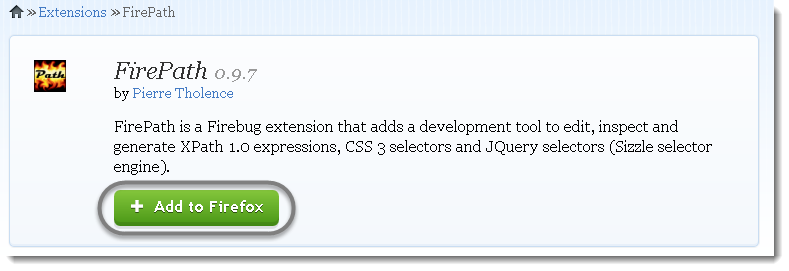 » Extensions » FirePath
Path
FirePath 0.9.7
by Pierre Tholence
FirePath is a Firebug extension that adds a development tool to edit, inspect and
generate XPath 1.0 expressions, CSS 3 selectors and JQuery selectors (Sizzle selector
engine).
+ Add to Firefox